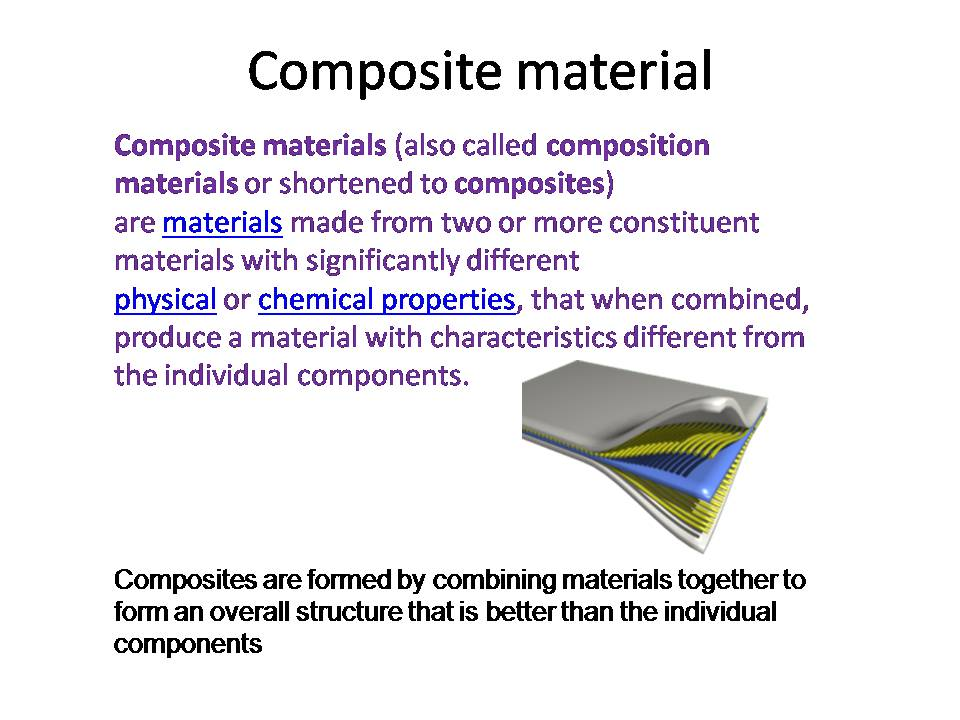 Composite material
Composite materials (also called composition
materials or shortened to composites)
are materials made from two or more constituent
materials with significantly different
physical or chemical properties, that when combined,
produce a material with characteristics different from
the individual components.
Composites are formed by combining materials together to
form an overall structure that is better than the individual
components